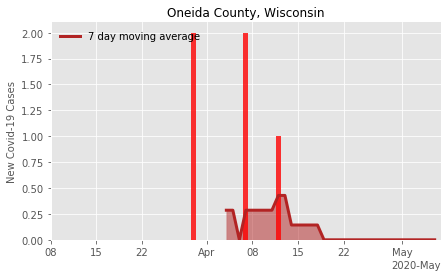 Oneida County, Wisconsin
7 day moving average
New Covid-19 Cases
2.00
1.75
1.50
1.25
1.00
0.75
0.50
0.25
0.00
08 15 22 Apr 08 15 22 May
2020-May